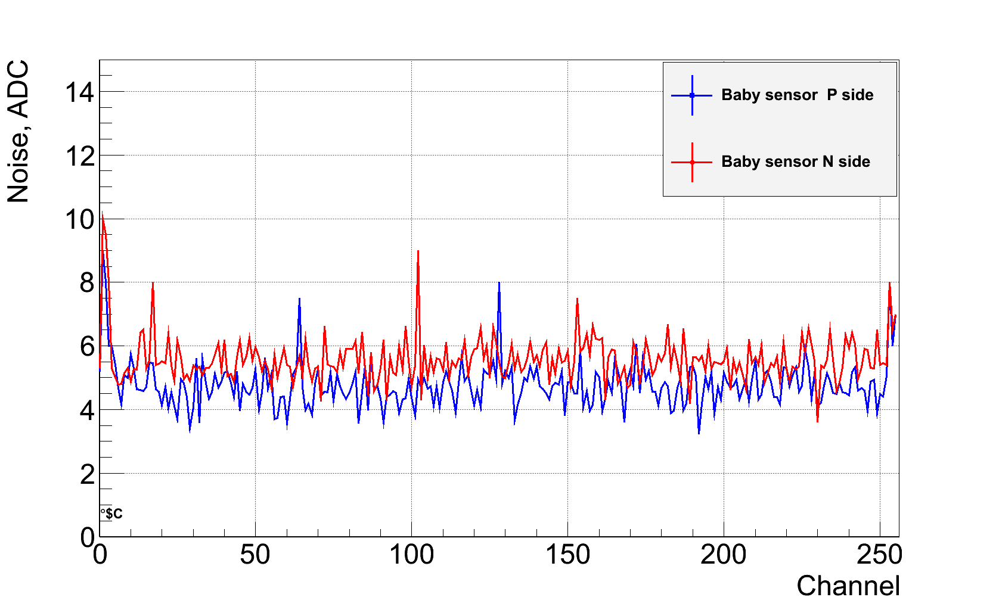 Noise, ADC
14
12
10
8
6
4
2
0
Baby sensor  P side
Baby sensor N side
°$C
0 50 100 150 200 250
Channel